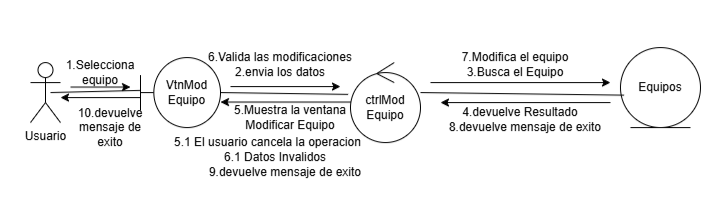 1.Selecciona
equipo
10.devuelve
mensaje de
exito
Usuario
VtnMod
Equipo
6.Valida las modificaciones
2.envia los datos
5.Muestra la ventana
Modificar Equipo
5.1 El usuario cancela la operacion
6.1 Datos Invalidos
9.devuelve mensaje de exito
ctrlMod
Equipo
7.Modifica el equipo
3.Busca el Equipo
4.devuelve Resultado
8.devuelve mensaje de exito
Equipos